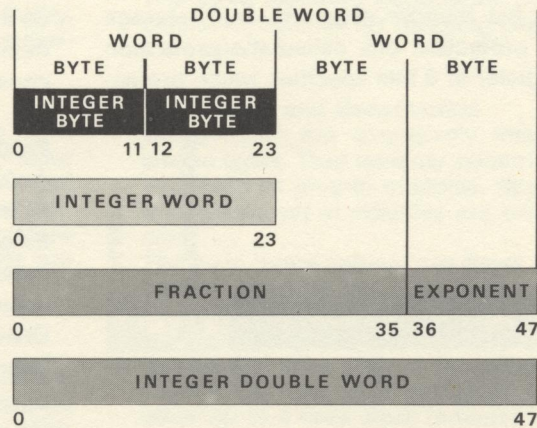 DOUBLE WORD
WORD WORD
BYTE BYTE BYTE BYTE
INTEGER BYTE INTEGER BYTE
0 11 12 23
INTEGER WORD
0 23
FRACTION EXPONENT
0 35 36 47
INTEGER DOUBLE WORD
0 47